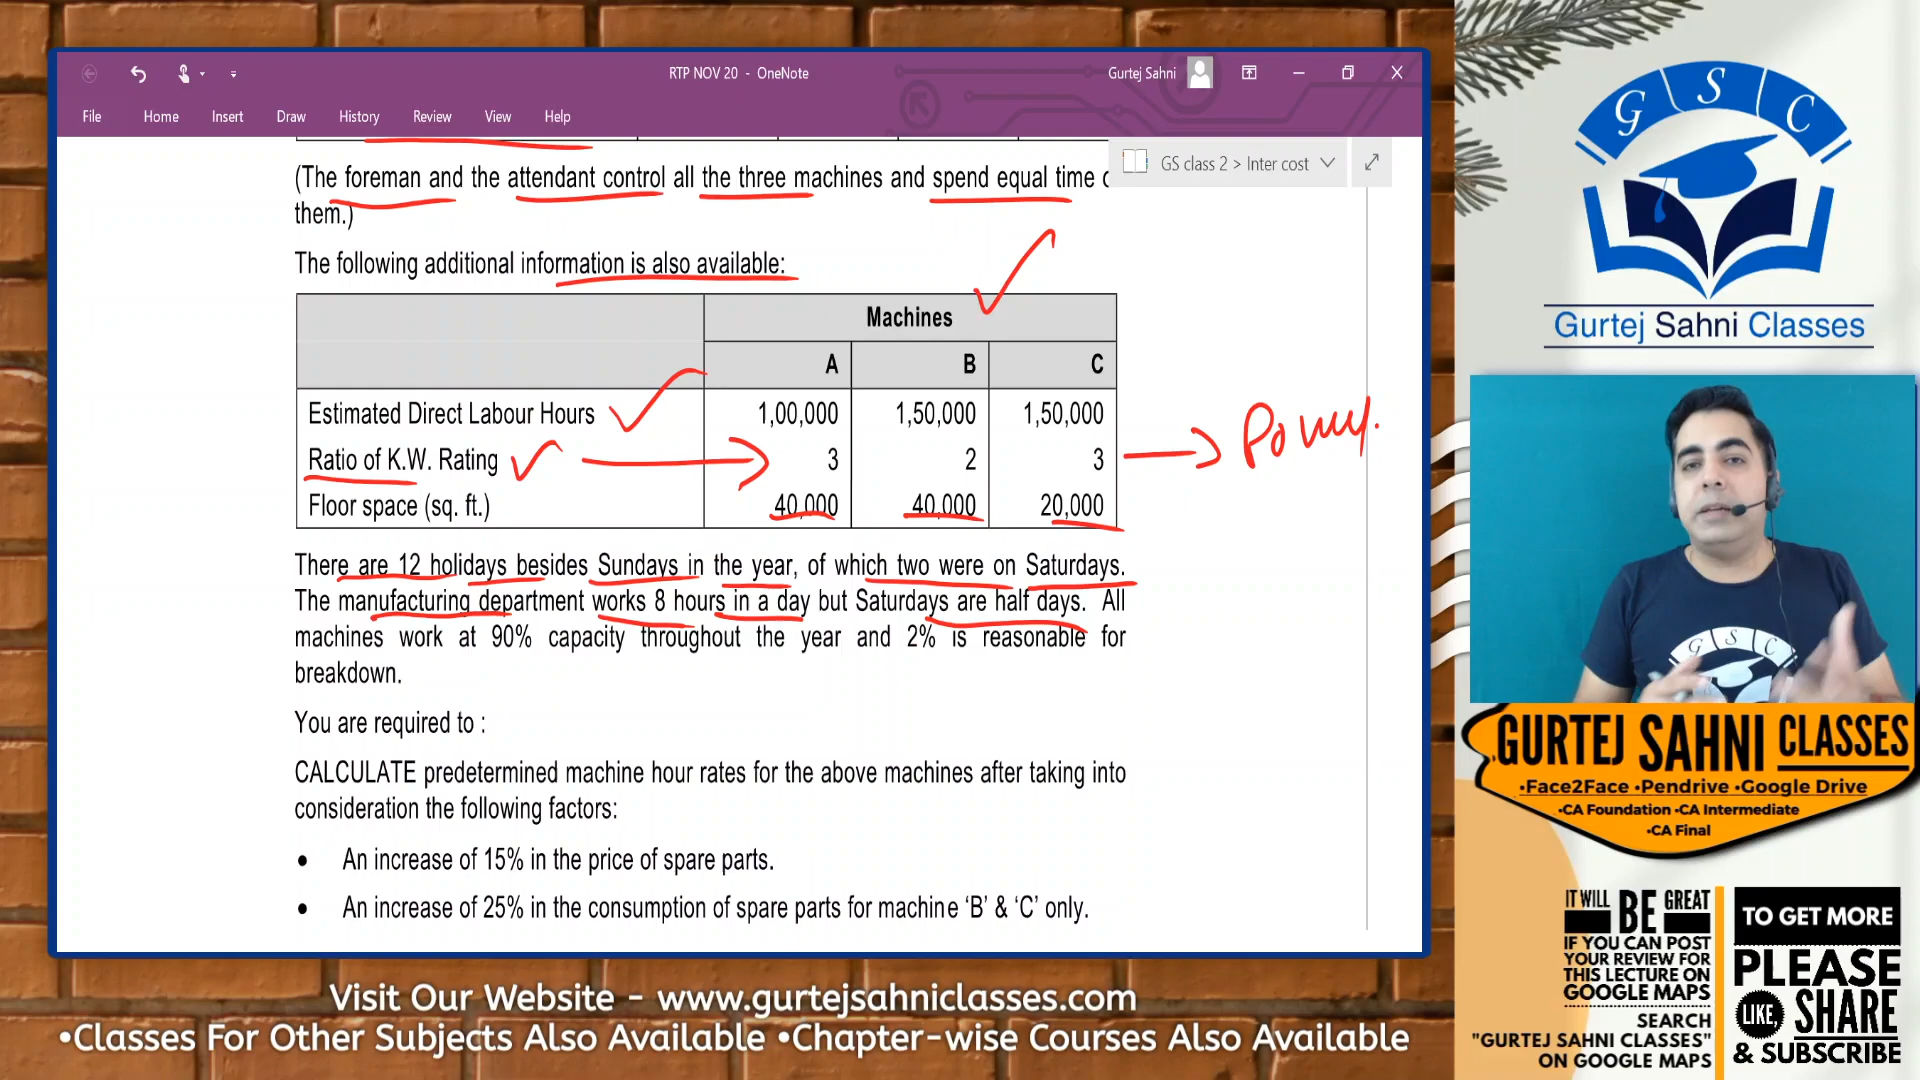 RTP NOV 20 - OneNote
Gurtej Sahni
File Home Insert Draw History Review View Help
GS class 2 > Inter cost
(The foreman and the attendant control all the three machines and spend equal time
them.)
The following additional information is also available:
Machines
A B C
Estimated Direct Labour Hours 1,00,000 1,50,000 1,50,000
Ratio of K.W. Rating 3 2 3
Power
Floor space (sq. ft.) 40,000 40,000 20,000
There are 12 holidays besides Sundays in the year, of which two were on Saturdays.
The manufacturing department works 8 hours in a day but Saturdays are half days. All
machines work at 90% capacity throughout the year and 2% is reasonable for
breakdown.
You are required to :
CALCULATE predetermined machine hour rates for the above machines after taking into
consideration the following factors:
• An increase of 15% in the price of spare parts.
• An increase of 25% in the consumption of spare parts for machine ‘B’ & ‘C’ only.
GSC
Gurtej Sahni Classes
GSC
GURTEJ SAHNI CLASSES
•Face2Face •Pendrive •Google Drive
•CA Foundation •CA Intermediate
•CA Final
IT WILL BE GREAT
IF YOU CAN POST
YOUR REVIEW FOR
THIS LECTURE ON
GOOGLE MAPS
SEARCH
"GURTEJ SAHNI CLASSES"
ON GOOGLE MAPS
TO GET MORE
PLEASE
LIKE, SHARE
& SUBSCRIBE
Visit Our Website - www.gurtejsahniclasses.com
•Classes For Other Subjects Also Available •Chapter-wise Courses Also Available